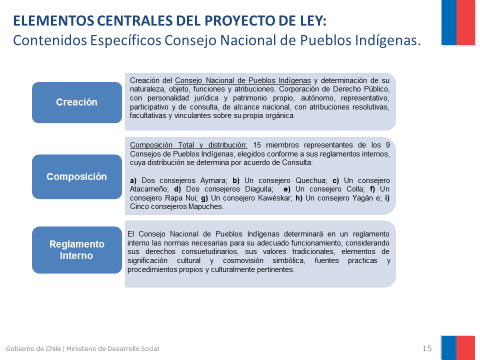 ELEMENTOS CENTRALES DEL PROYECTO DE LEY:
Contenidos Específicos Consejo Nacional de Pueblos Indígenas.
Creación
Creación del Consejo Nacional de Pueblos Indígenas y determinación de su
naturaleza, objeto, funciones y atribuciones. Corporación de Derecho Público,
con personalidad jurídica y patrimonio propio, autónomo, representativo,
participativo y de consulta, de alcance nacional, con atribuciones resolutivas,
facultativas y vinculantes sobre su propia orgánica.
Composición
Composición Total y distribución: 15 miembros representantes de los 9
Consejos de Pueblos Indígenas, elegidos conforme a sus reglamentos internos,
cuya distribución se determina por acuerdo de Consulta:
a) Dos consejeros Aymara; b) Un consejero Quechua; c) Un consejero
Atacameño; d) Dos consejeros Diaguita; e) Un consejero Colla; f) Un
consejero Rapa Nui; g) Un consejero Kawéskar; h) Un consejero Yagán e; i)
Cinco consejeros Mapuches.
Reglamento
Interno
El Consejo Nacional de Pueblos Indígenas determinará en un reglamento
interno las normas necesarias para su adecuado funcionamiento, considerando
sus derechos consuetudinarios, sus valores tradicionales, elementos de
significación cultural y cosmovisión simbólica, fuentes practicas y
procedimientos propios y culturalmente pertinentes.
Gobierno de Chile | Ministerio de Desarrollo Social
15